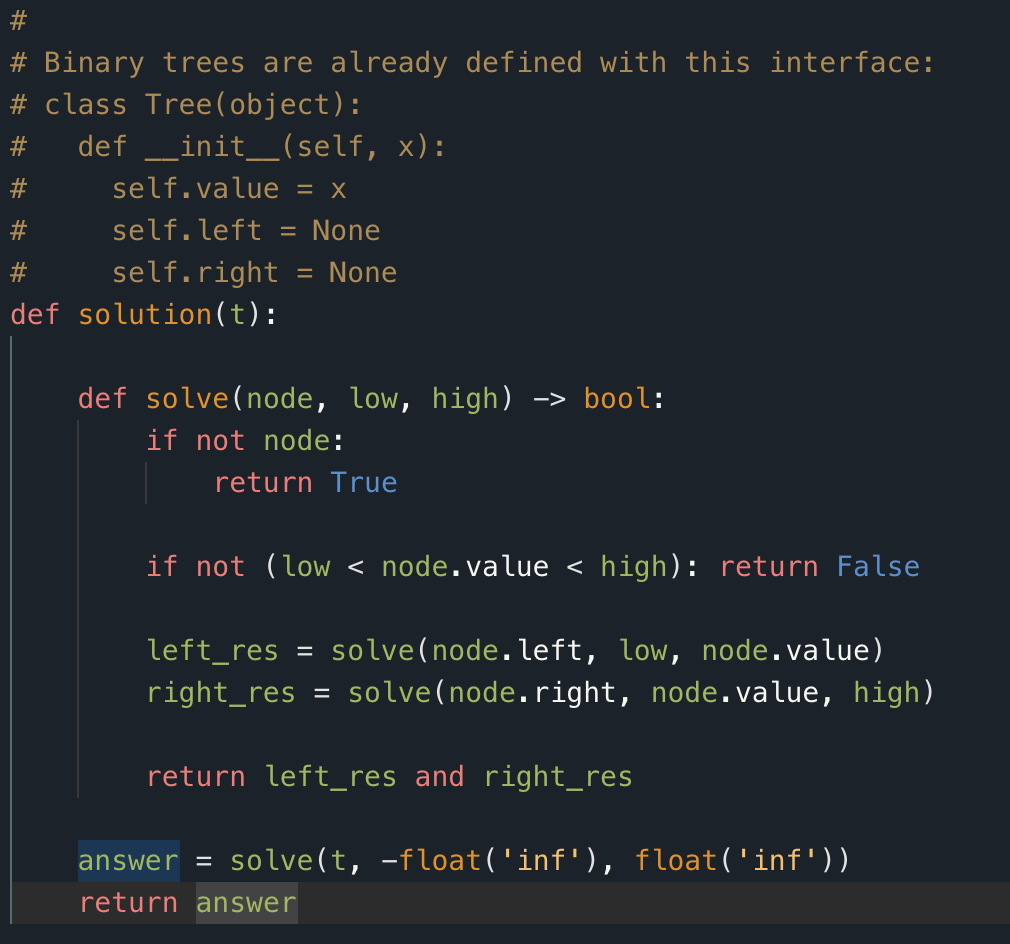 #
# Binary trees are already defined with this interface:
# class Tree(object):
#   def __init__(self, x):
#     self.value = x
#     self.left = None
#     self.right = None
def solution(t):

    def solve(node, low, high) -> bool:
        if not node:
            return True

        if not (low < node.value < high): return False

        left_res = solve(node.left, low, node.value)
        right_res = solve(node.right, node.value, high)

        return left_res and right_res

    answer = solve(t, -float('inf'), float('inf'))
    return answer